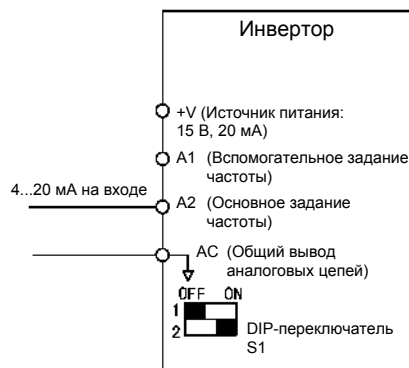 Инвертор
+V (Источник питания:
15 В, 20 мА)
A1 (Вспомогательное задание
частоты)
4...20 мА на входе
A2 (Основное задание
частоты)
AC (Общий вывод
аналоговых цепей)
OFF ON
1
2
DIP-переключатель
S1